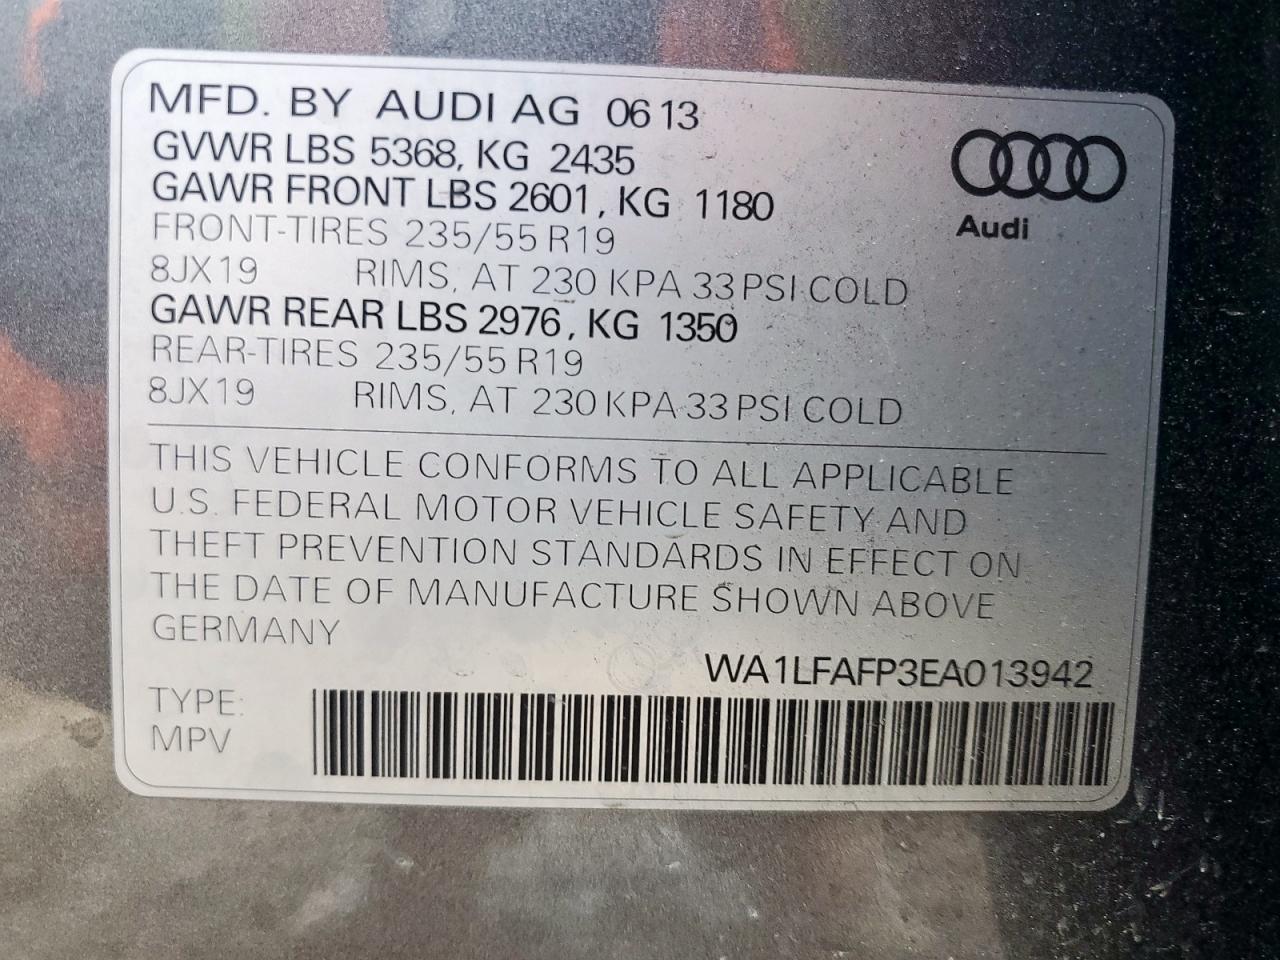 MFD. BY AUDI AG 06 13
GVWR LBS 5368, KG 2435
GAWR FRONT LBS 2601, KG 1180
FRONT-TIRES 235/55 R19
8JX19 RIMS, AT 230 KPA 33 PSI COLD
GAWR REAR LBS 2976, KG 1350
REAR-TIRES 235/55 R19
8JX19 RIMS, AT 230 KPA 33 PSI COLD
Audi
THIS VEHICLE CONFORMS TO ALL APPLICABLE
U.S. FEDERAL MOTOR VEHICLE SAFETY AND
THEFT PREVENTION STANDARDS IN EFFECT ON
THE DATE OF MANUFACTURE SHOWN ABOVE
GERMANY
WA1LFAFP3EA013942
TYPE:
MPV